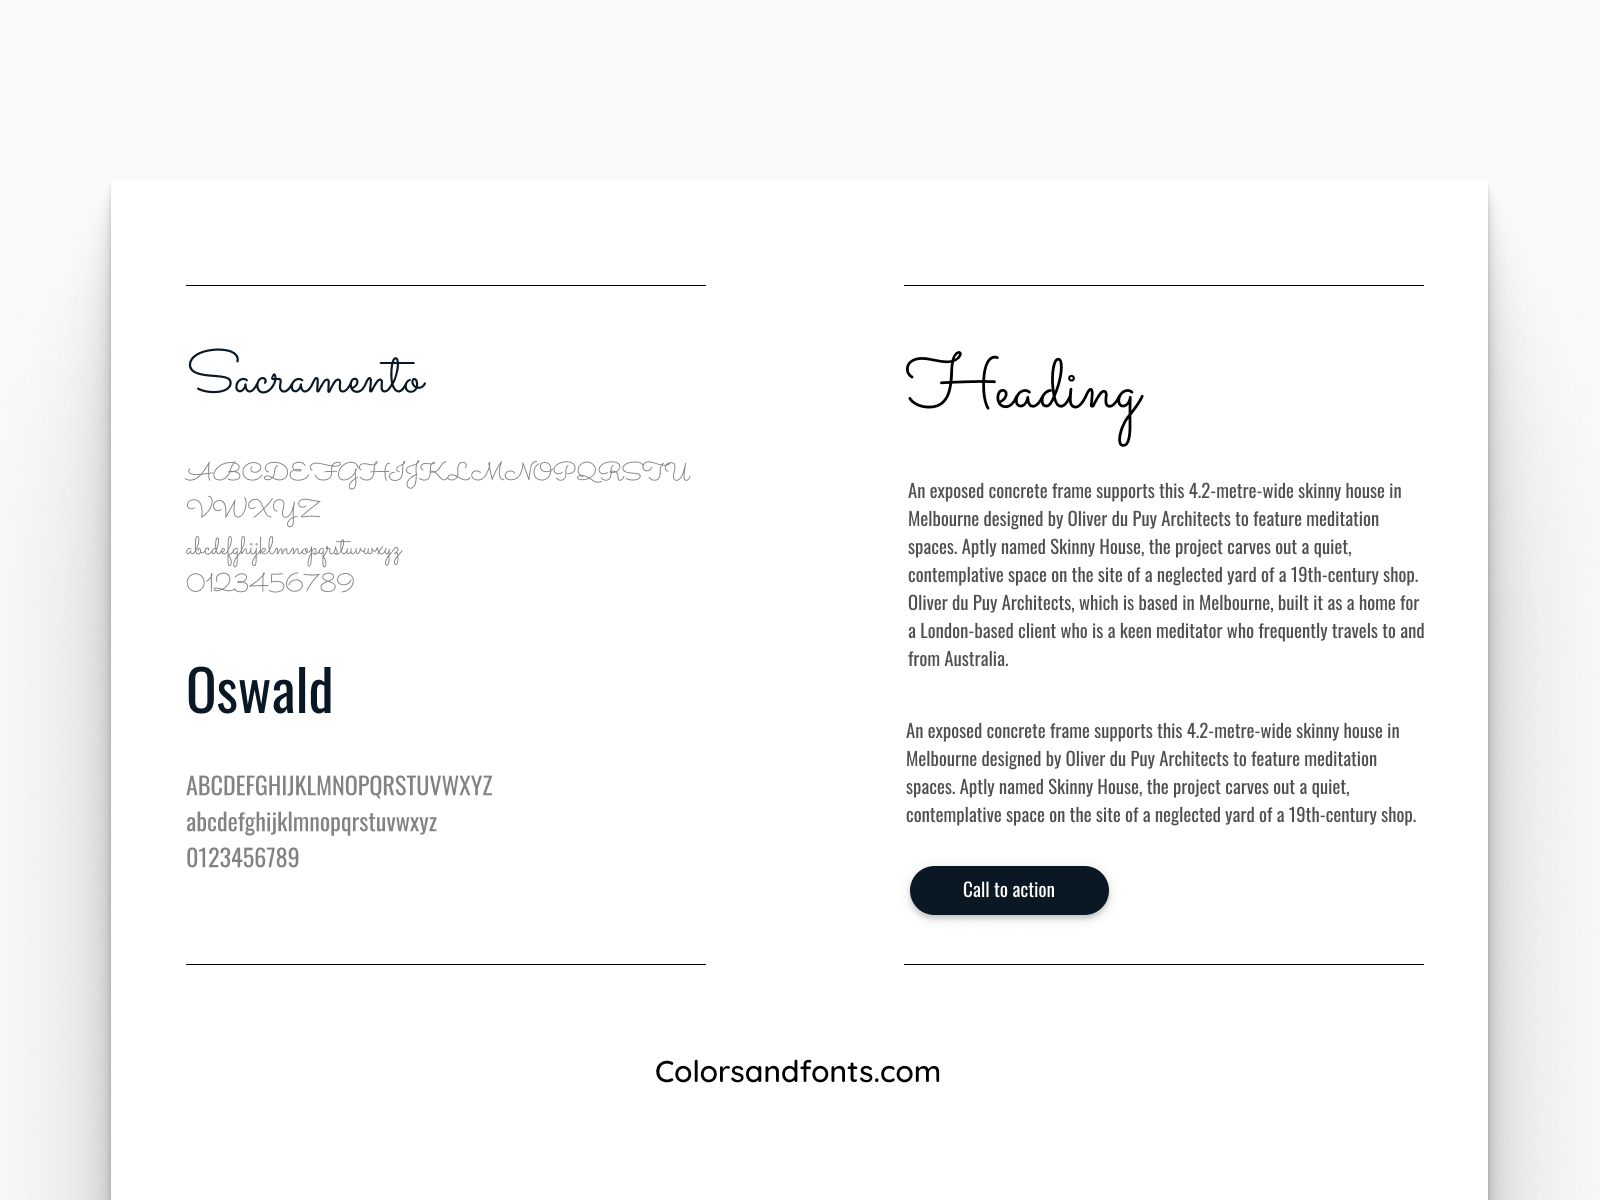 Sacramento
ABCDEFGHIJKLMNOPQRSTU
VWXYZ
abcdefghijklmnopqrstuvwxyz
0123456789
Oswald
ABCDEFGHIJKLMNOPQRSTUVWXYZ
abcdefghijklmnopqrstuvwxyz
0123456789
Heading
An exposed concrete frame supports this 4.2-metre-wide skinny house in
Melbourne designed by Oliver du Puy Architects to feature meditation
spaces. Aptly named Skinny House, the project carves out a quiet,
contemplative space on the site of a neglected yard of a 19th-century shop.
Oliver du Puy Architects, which is based in Melbourne, built it as a home for
a London-based client who is a keen meditator who frequently travels to and
from Australia.
An exposed concrete frame supports this 4.2-metre-wide skinny house in
Melbourne designed by Oliver du Puy Architects to feature meditation
spaces. Aptly named Skinny House, the project carves out a quiet,
contemplative space on the site of a neglected yard of a 19th-century shop.
Call to action
Colorsandfonts.com